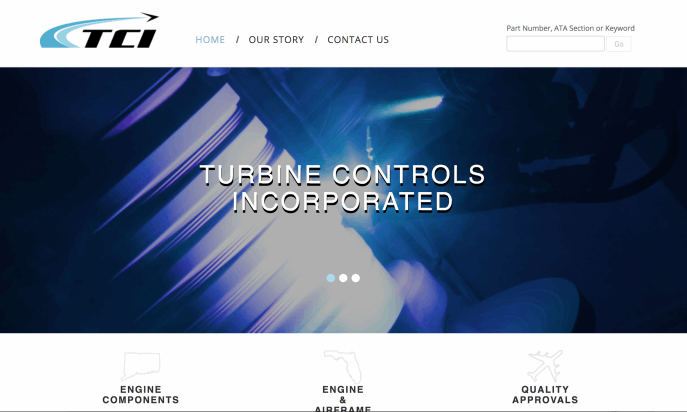 TCI
HOME / OUR STORY / CONTACT US
Part Number, ATA Section or Keyword
Go
TURBINE CONTROLS
INCORPORATED
ENGINE
COMPONENTS
ENGINE
&
AIRFRAME
QUALITY
APPROVALS